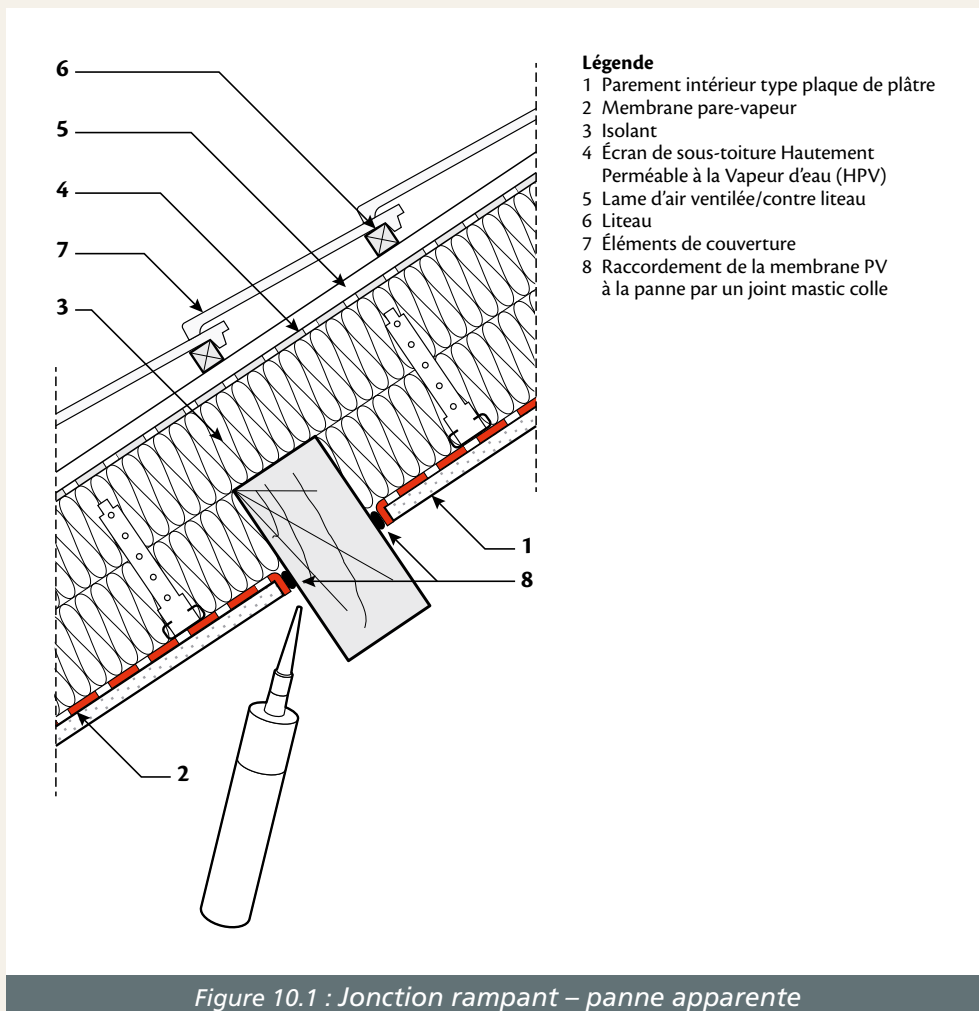 6
5
4
7
3
1
8
2
Légende
1 Parement intérieur type plaque de plâtre
2 Membrane pare-vapeur
3 Isolant
4 Écran de sous-toiture Hautement
Perméable à la Vapeur d'eau (HPV)
5 Lame d'air ventilée/contre liteau
6 Liteau
7 Éléments de couverture
8 Raccordement de la membrane PV
à la panne par un joint mastic colle
Figure 10.1 : Jonction rampant – panne apparente